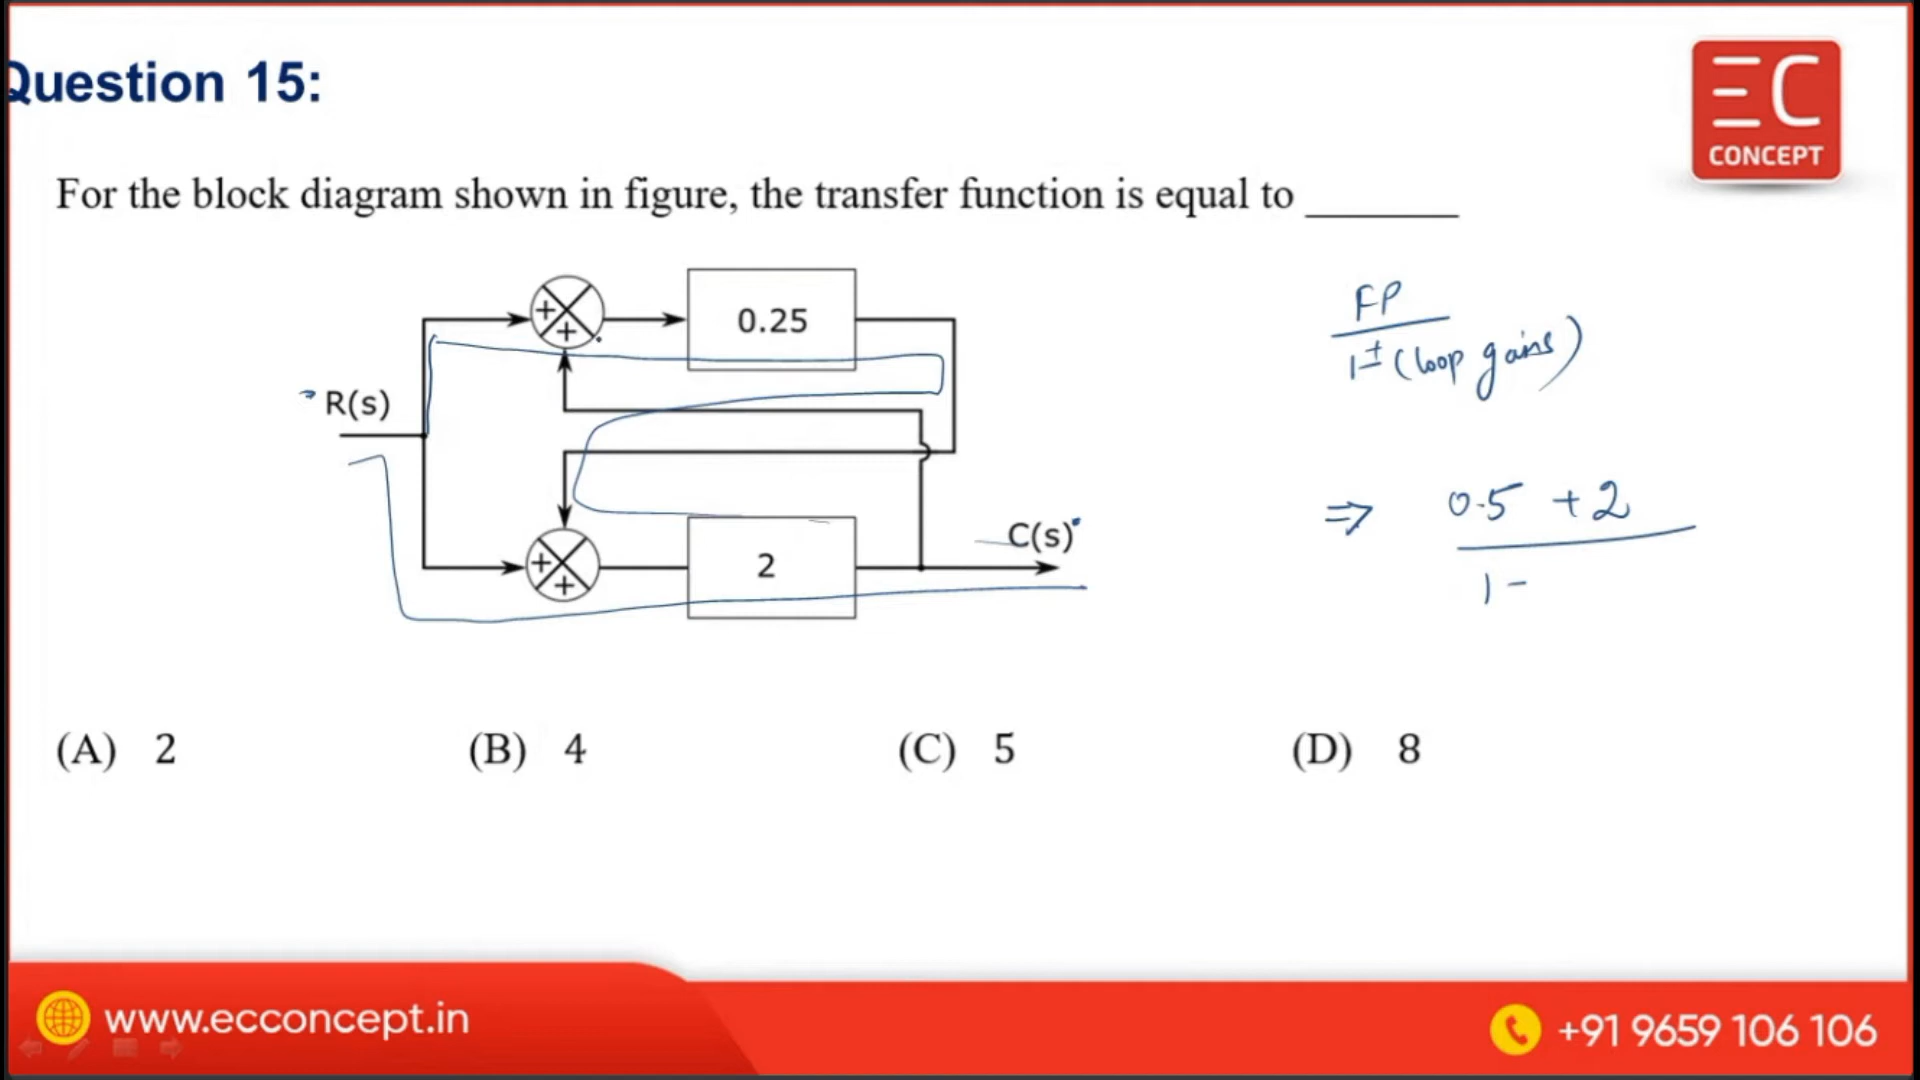 Question 15:
EC
CONCEPT
For the block diagram shown in figure, the transfer function is equal to _______
+
+
0.25
R(s)
C(s)
+
+
2
FP
1 ± (loop gains)
⇒ 0.5 + 2
1 -
(A) 2 (B) 4 (C) 5 (D) 8
www.ecconcept.in
+91 9659 106 106